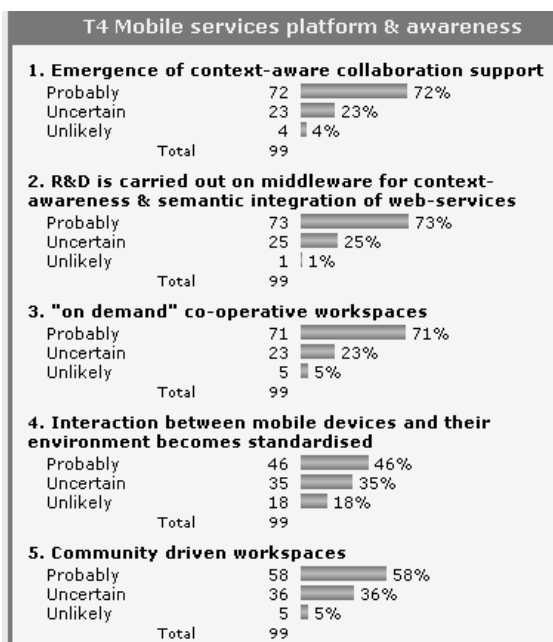 T4 Mobile services platform & awareness
1. Emergence of context-aware collaboration support
Probably 72 72%
Uncertain 23 23%
Unlikely 4 4%
Total 99
2. R&D is carried out on middleware for context-
awareness & semantic integration of web-services
Probably 73 73%
Uncertain 25 25%
Unlikely 1 1%
Total 99
3. "on demand" co-operative workspaces
Probably 71 71%
Uncertain 23 23%
Unlikely 5 5%
Total 99
4. Interaction between mobile devices and their
environment becomes standardised
Probably 46 46%
Uncertain 35 35%
Unlikely 18 18%
Total 99
5. Community driven workspaces
Probably 58 58%
Uncertain 36 36%
Unlikely 5 5%
Total 99